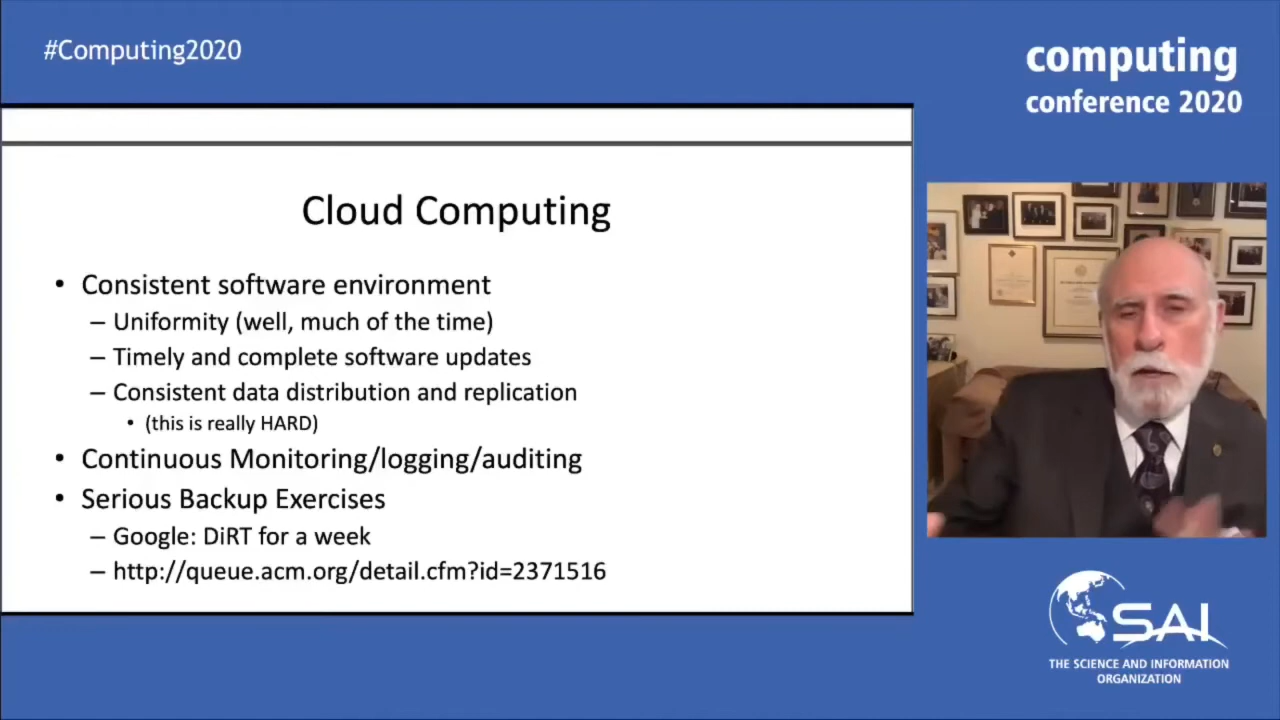 #Computing2020
computing
conference 2020
Cloud Computing
• Consistent software environment
– Uniformity (well, much of the time)
– Timely and complete software updates
– Consistent data distribution and replication
• (this is really HARD)
• Continuous Monitoring/logging/auditing
• Serious Backup Exercises
– Google: DiRT for a week
– http://queue.acm.org/detail.cfm?id=2371516
SAI
THE SCIENCE AND INFORMATION
ORGANIZATION